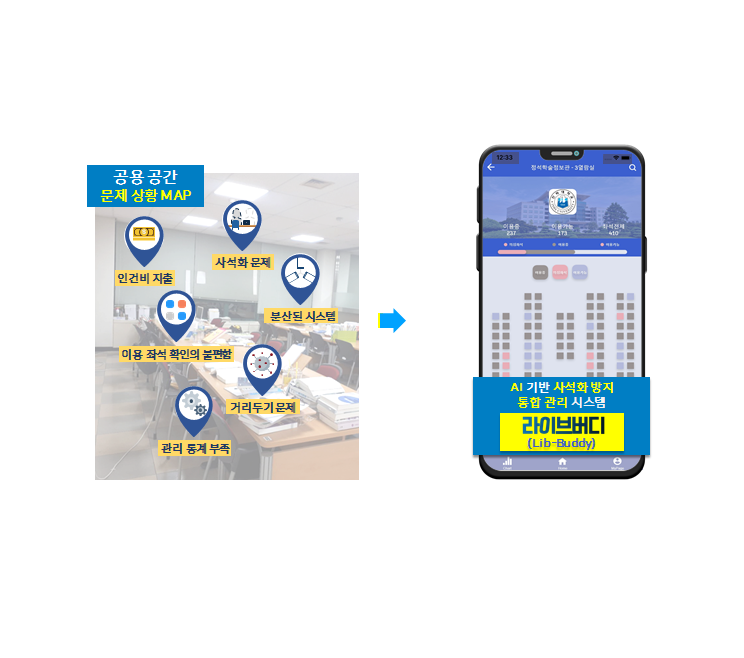 공용 공간
문제 상황 MAP
인건비 지출
사석화 문제
분산된 시스템
이용 좌석 확인의 불편함
거리두기 문제
관리 통계 부족
12:33
정석학술정보관 - 3열람실
이용중
237
이용가능
173
좌석전체
410
AI 기반 사석화 방지
통합 관리 시스템
라이브버디
(Lib-Buddy)